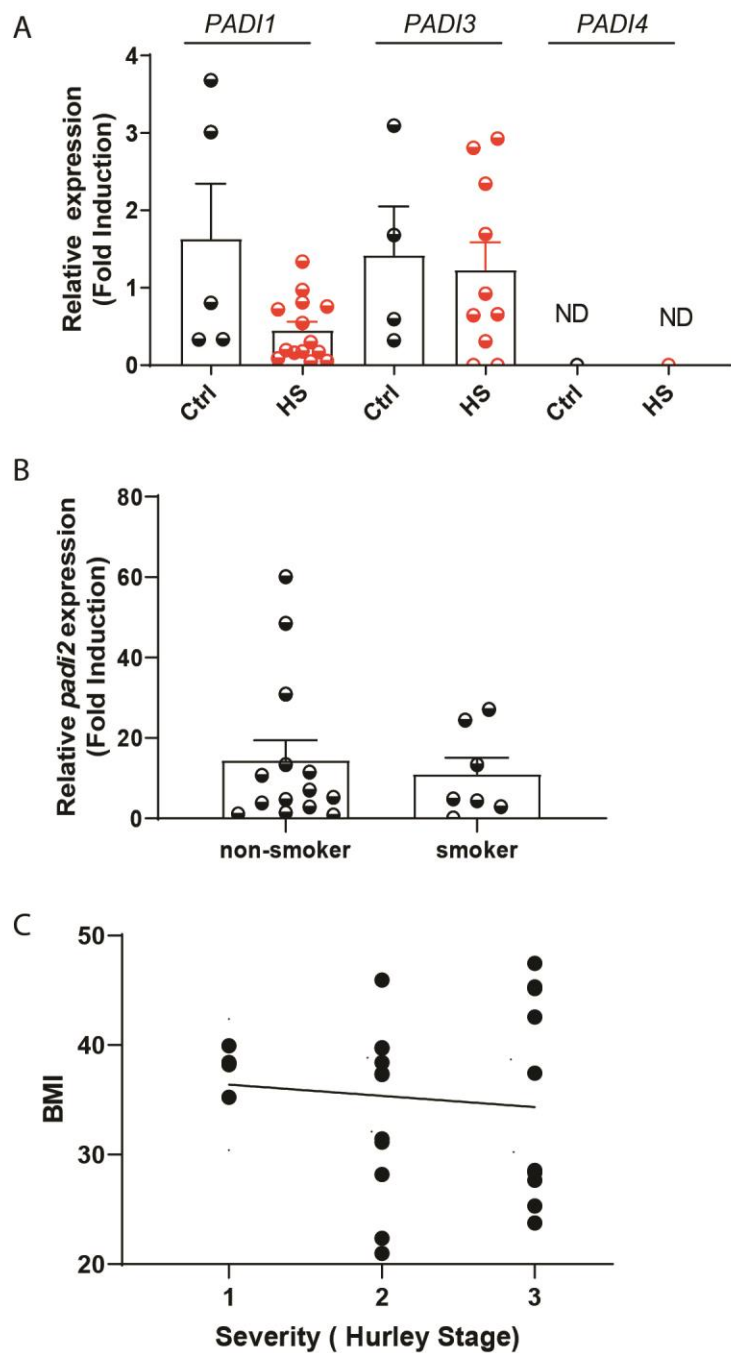 A
PADI1 PADI3 PADI4
Relative expression
(Fold Induction)
4
3
2
1
0
ND ND
Ctrl HS Ctrl HS Ctrl HS
B
Relative padi2 expression
(Fold Induction)
80
60
40
20
0
non-smoker smoker
C
BMI
50
40
30
20
1 2 3
Severity ( Hurley Stage)